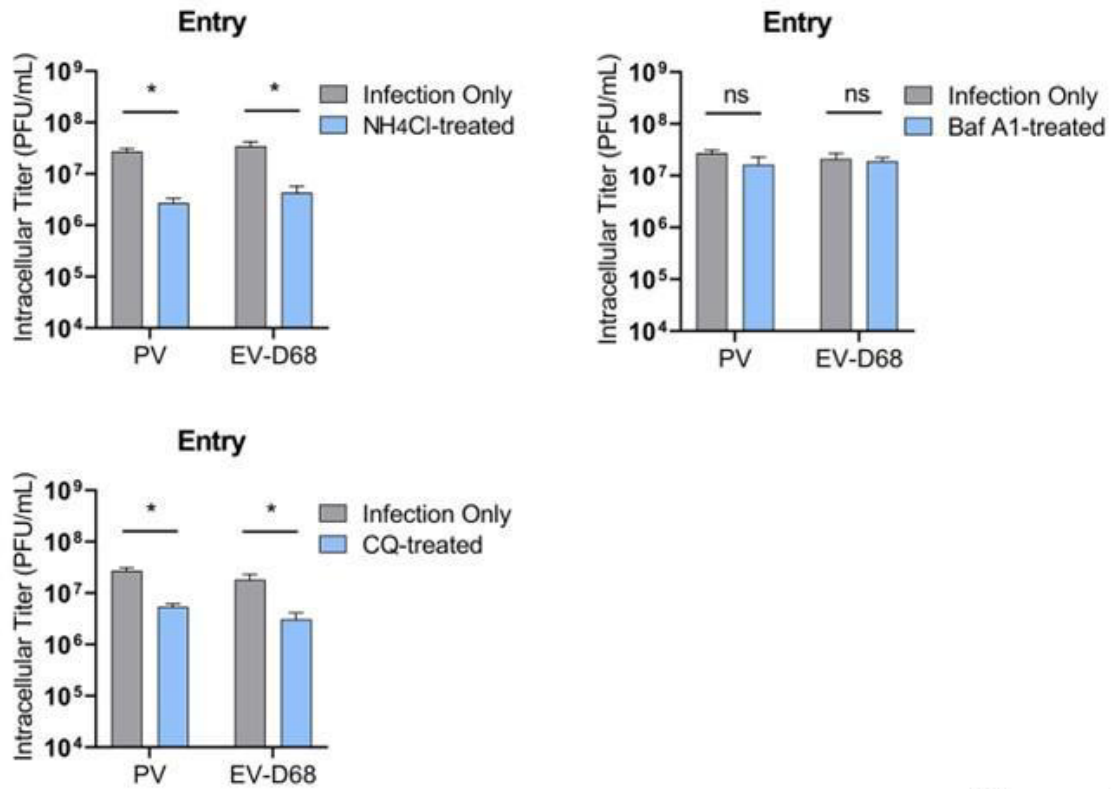 Entry
Intracellular Titer (PFU/mL)
10⁹
10⁸
10⁷
10⁶
10⁵
10⁴
* *
Infection Only
NH4Cl-treated
PV EV-D68
Entry
Intracellular Titer (PFU/mL)
10⁹
10⁸
10⁷
10⁶
10⁵
10⁴
ns ns
Infection Only
Baf A1-treated
PV EV-D68
Entry
Intracellular Titer (PFU/mL)
10⁹
10⁸
10⁷
10⁶
10⁵
10⁴
* *
Infection Only
CQ-treated
PV EV-D68